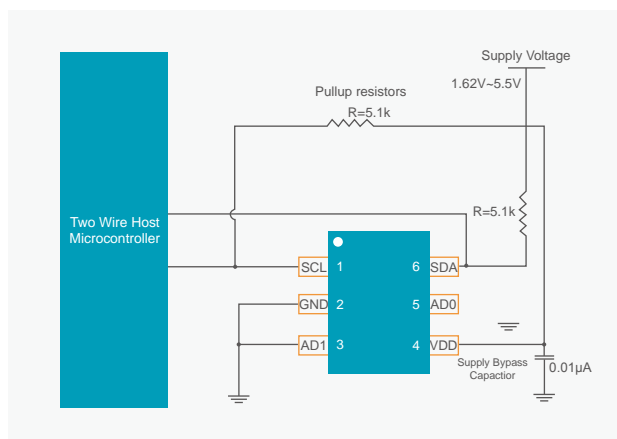 Supply Voltage
1.62V~5.5V
Pullup resistors
R=5.1k
R=5.1k
Two Wire Host
Microcontroller
SCL 1 6 SDA
GND 2 5 AD0
AD1 3 4 VDD
Supply Bypass
Capactior
0.01µA